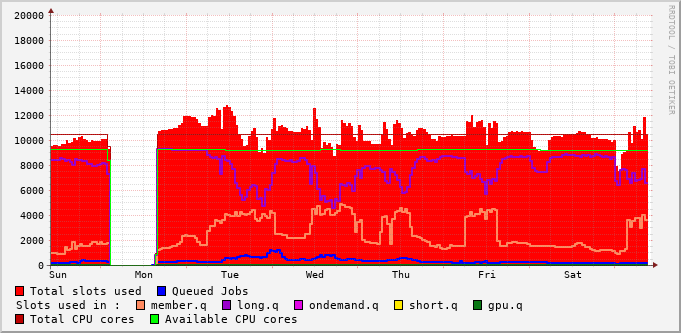 20000
18000
16000
14000
12000
10000
8000
6000
4000
2000
0
Sun Mon Tue Wed Thu Fri Sat
Total slots used Queued Jobs
Slots used in : member.q long.q ondemand.q short.q gpu.q
Total CPU cores Available CPU cores
RRDTOOL / TOBI OETIKER